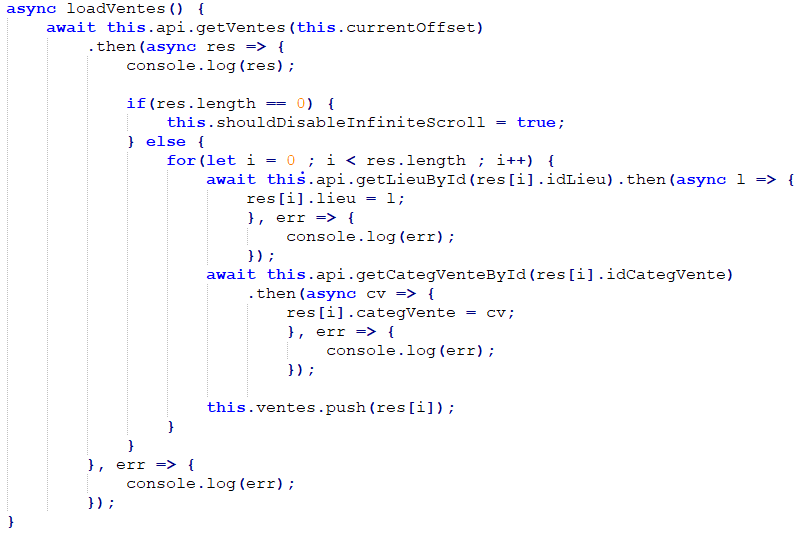 async loadVentes() {
    await this.api.getVentes(this.currentOffset)
        .then(async res => {
            console.log(res);

            if(res.length == 0) {
                this.shouldDisableInfiniteScroll = true;
            } else {
                for(let i = 0 ; i < res.length ; i++) {
                    await this.api.getLieuById(res[i].idLieu).then(async l => {
                        res[i].lieu = l;
                        }, err => {
                            console.log(err);
                        });
                    await this.api.getCategVenteById(res[i].idCategVente)
                        .then(async cv => {
                            res[i].categVente = cv;
                            }, err => {
                                console.log(err);
                            });

                    this.ventes.push(res[i]);
                }
            }
        }, err => {
            console.log(err);
        });
}